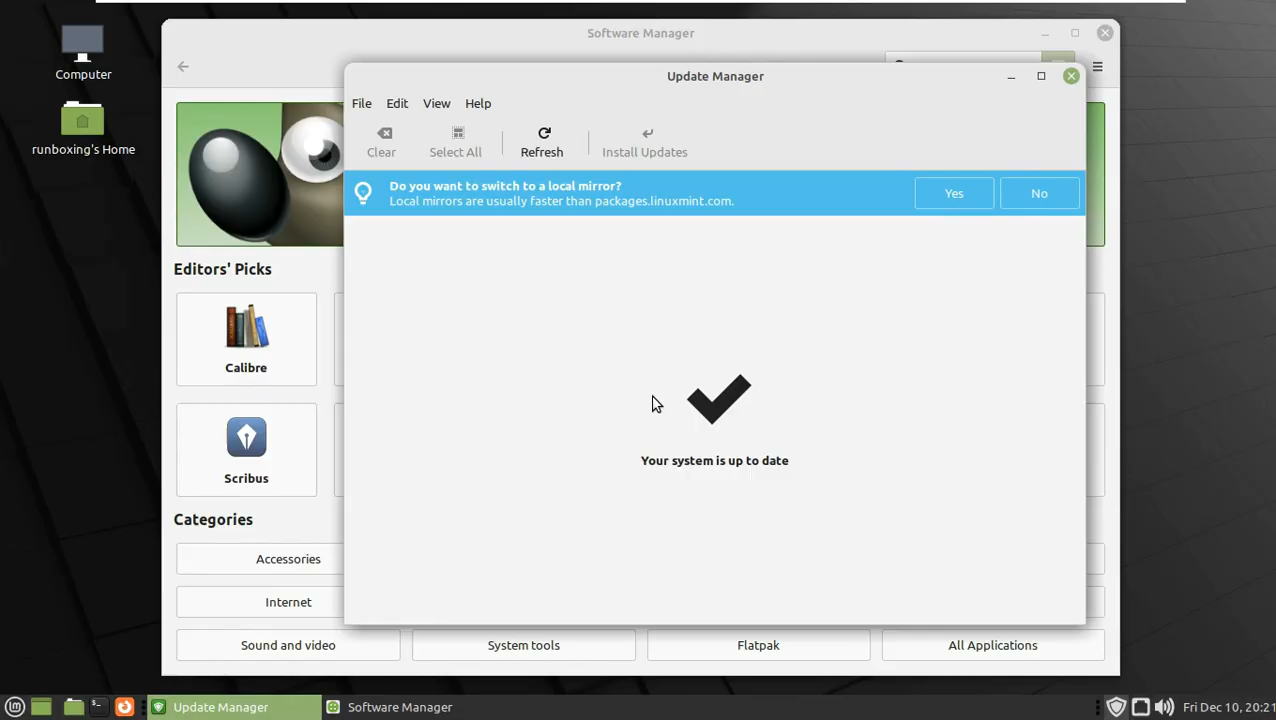 Computer
runboxing's Home
Software Manager
Update Manager
File Edit View Help
Clear Select All Refresh Install Updates
Do you want to switch to a local mirror?
Local mirrors are usually faster than packages.linuxmint.com.
Yes No
Your system is up to date
Editors' Picks
Calibre
Scribus
Categories
Accessories
Internet
Sound and video System tools Flatpak All Applications
Update Manager Software Manager Fri Dec 10, 20:21